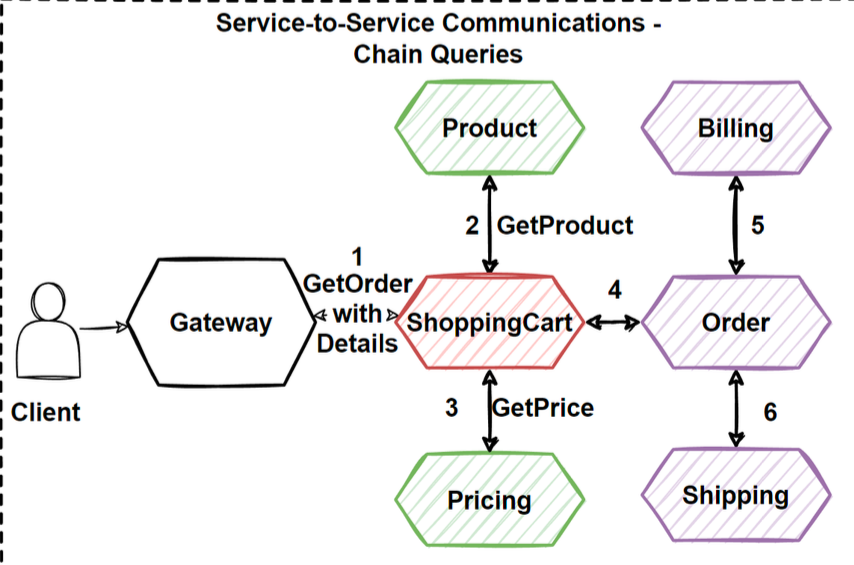 Service-to-Service Communications -
Chain Queries
Product
Billing
2 GetProduct
5
1
GetOrder
with
Details
4
Gateway
ShoppingCart
Order
Client
3 GetPrice
6
Pricing
Shipping